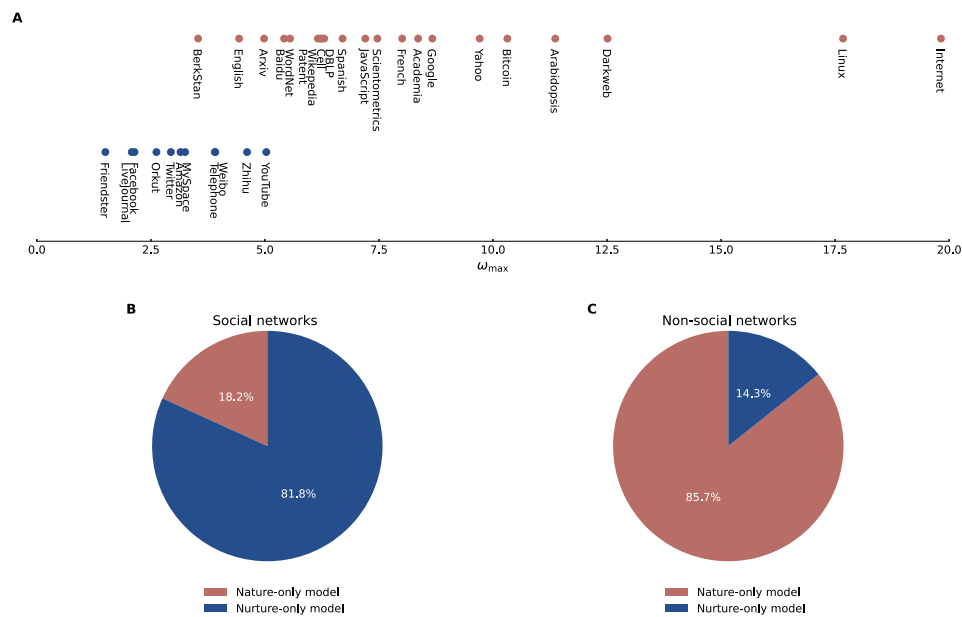 A
BerkStan
English
Arxiv
Baidu
WordNet
Patent
Wikepedia
Cell
DBLP
Spanish
JavaScript
Scientometrics
French
Academia
Google
Yahoo
Bitcoin
Arabidopsis
Darkweb
Linux
Internet
Friendster
LiveJournal
Facebook
Orkut
Twitter
Amazon
MySpace
Telephone
Weibo
Zhihu
YouTube
0.0 2.5 5.0 7.5 10.0 12.5 15.0 17.5 20.0
ω_max
B
Social networks
18.2%
81.8%
Nature-only model
Nurture-only model
C
Non-social networks
14.3%
85.7%
Nature-only model
Nurture-only model